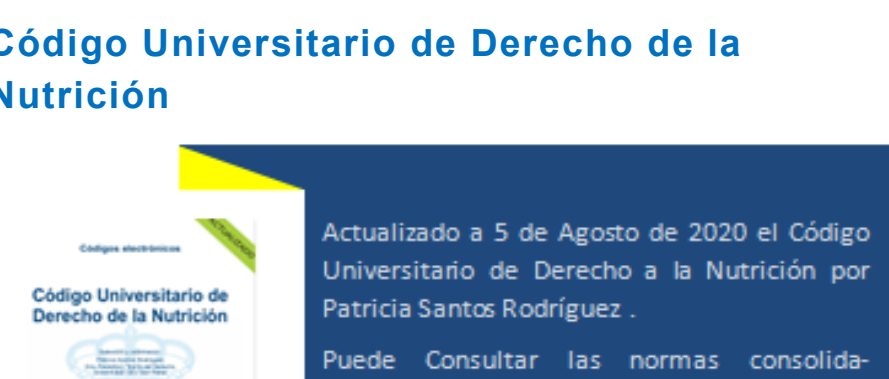 Código Universitario de Derecho de la
Nutrición
ACTUALIZADO
Códigos electrónicos
Código Universitario de
Derecho de la Nutrición
Actualizado a 5 de Agosto de 2020 el Código
Universitario de Derecho a la Nutrición por
Patricia Santos Rodríguez .
Puede Consultar las normas consolida-